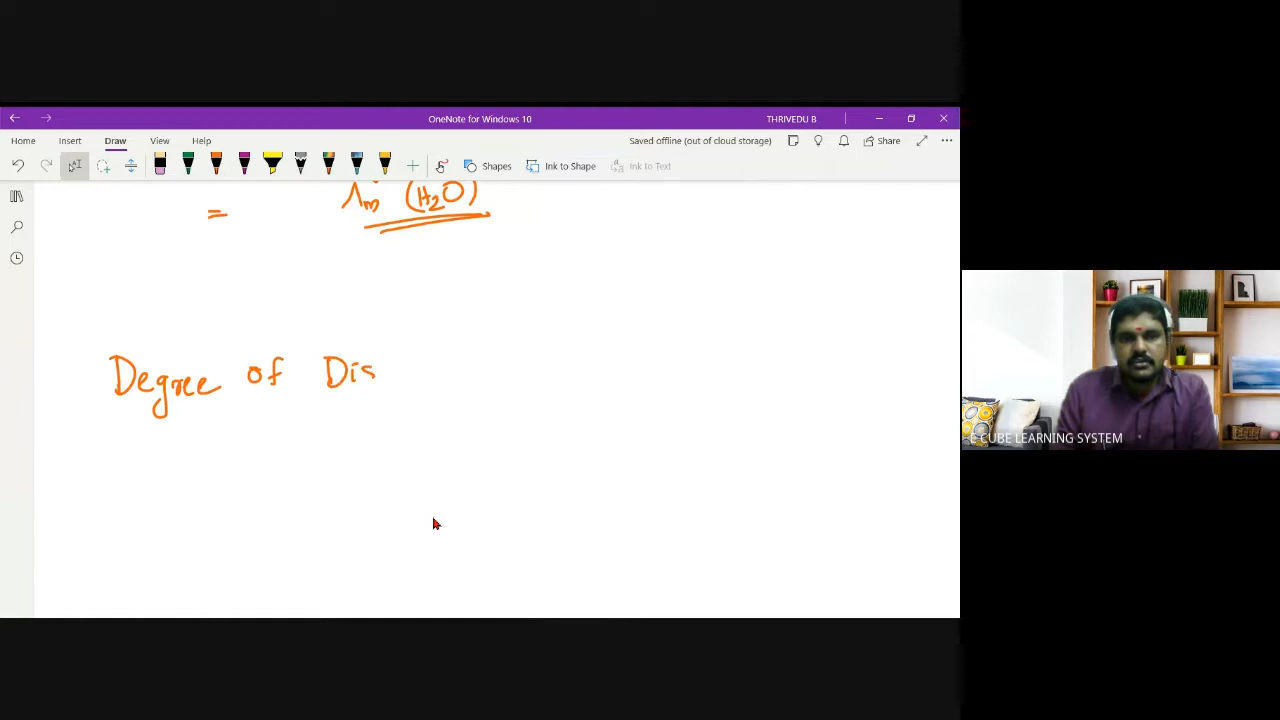 OneNote for Windows 10
THRIVEDU B
Home Insert Draw View Help
Saved offline (out of cloud storage)
Share
Shapes
Ink to Shape
Ink to Text
= Λm° (H2O)
Degree of Dis
E CUBE LEARNING SYSTEM